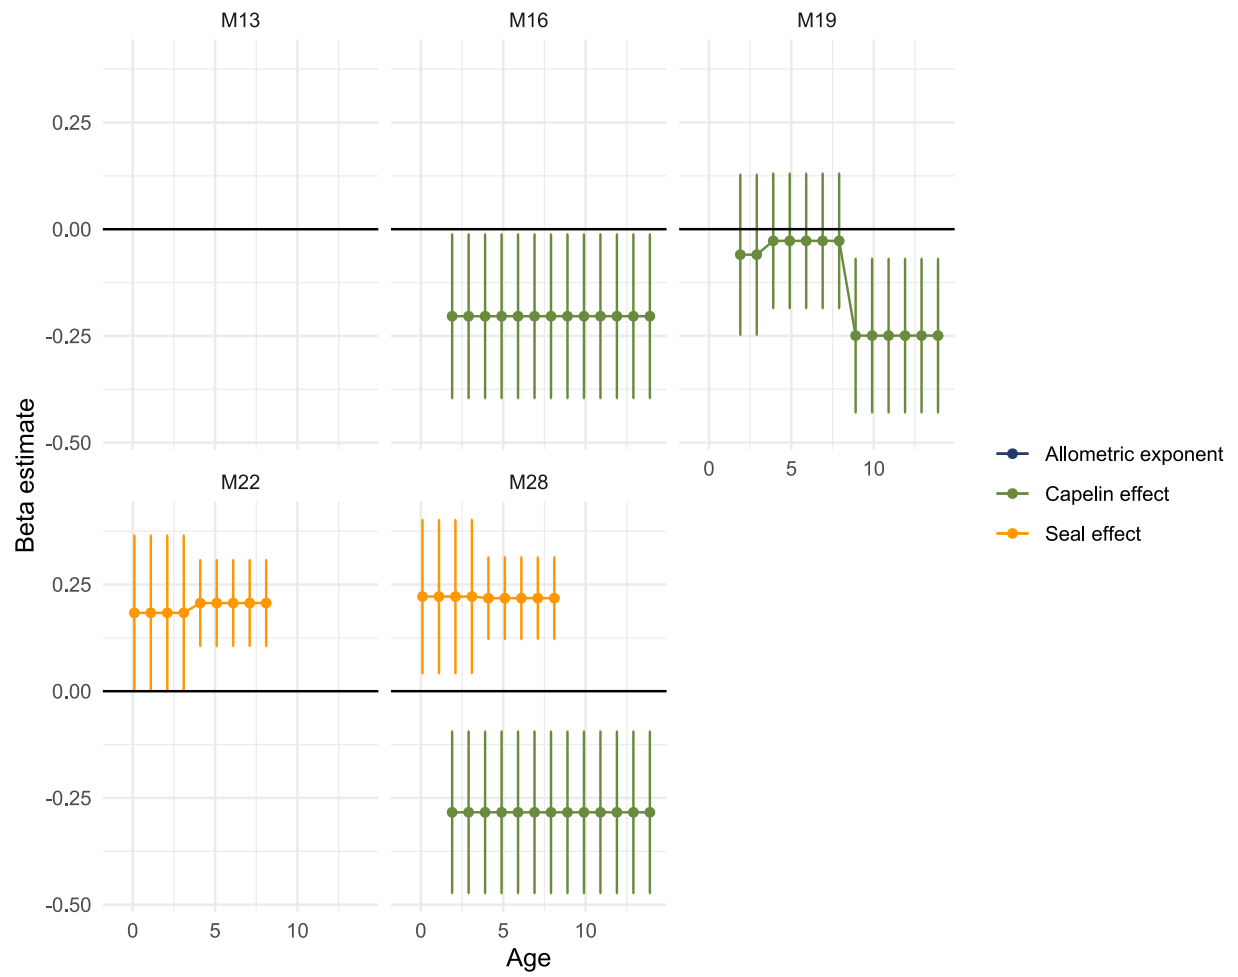 M13 M16 M19
0.25
0.00
-0.25
-0.50
0 5 10
M22 M28
0.25
0.00
-0.25
-0.50
0 5 10 0 5 10
Age
Beta estimate
Allometric exponent
Capelin effect
Seal effect